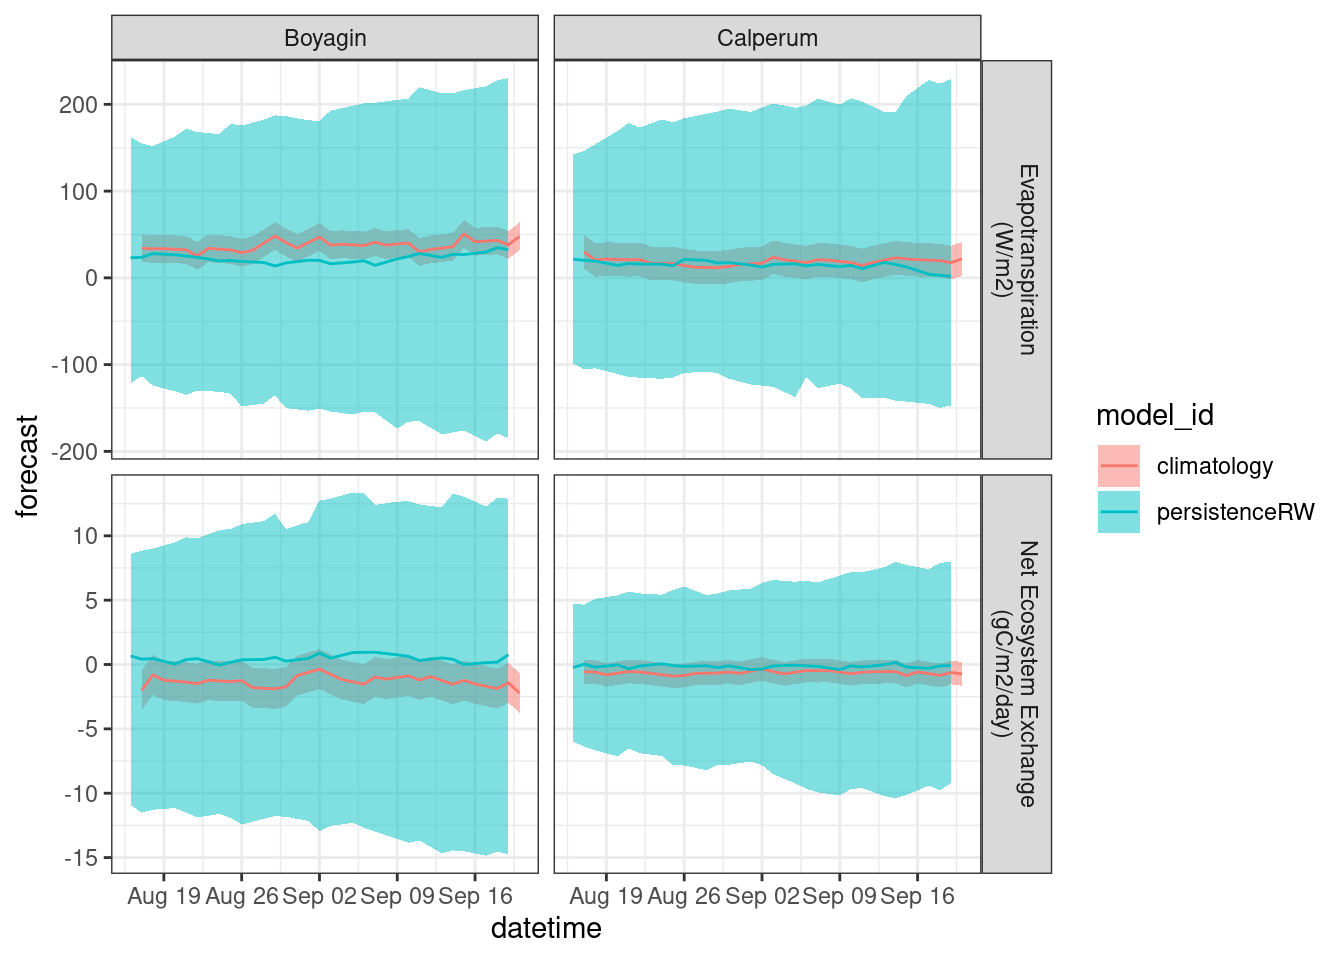 Boyagin
Calperum
200
100
0
-100
-200
Evapotranspiration
(W/m2)
10
5
0
-5
-10
-15
Net Ecosystem Exchange
(gC/m2/day)
Aug 19 Aug 26 Sep 02 Sep 09 Sep 16
Aug 19 Aug 26 Sep 02 Sep 09 Sep 16
datetime
forecast
model_id
climatology
persistenceRW